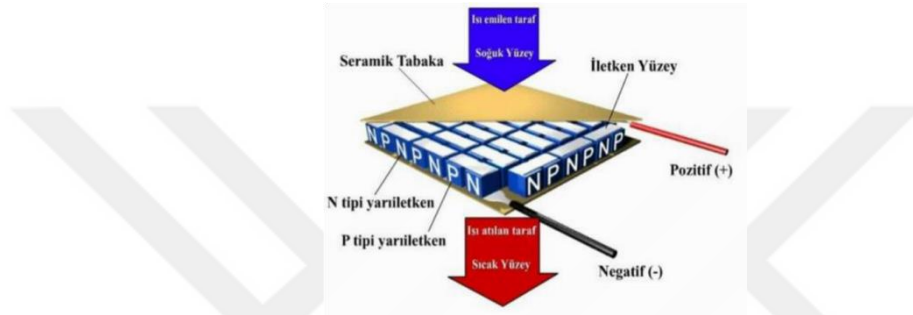 Isı emilen taraf
Soğuk Yüzey
Seramik Tabaka
İletken Yüzey
N P N P N P N
N P N P N P
Pozitif (+)
N tipi yarıiletken
P tipi yarıiletken
Isı atılan taraf
Sıcak Yüzey
Negatif (-)